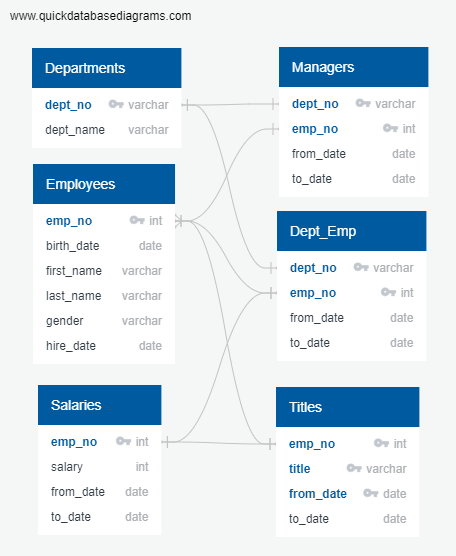 www.quickdatabasediagrams.com
Departments
dept_no varchar
dept_name varchar
Managers
dept_no varchar
emp_no int
from_date date
to_date date
Employees
emp_no int
birth_date date
first_name varchar
last_name varchar
gender varchar
hire_date date
Dept_Emp
dept_no varchar
emp_no int
from_date date
to_date date
Salaries
emp_no int
salary int
from_date date
to_date date
Titles
emp_no int
title varchar
from_date date
to_date date